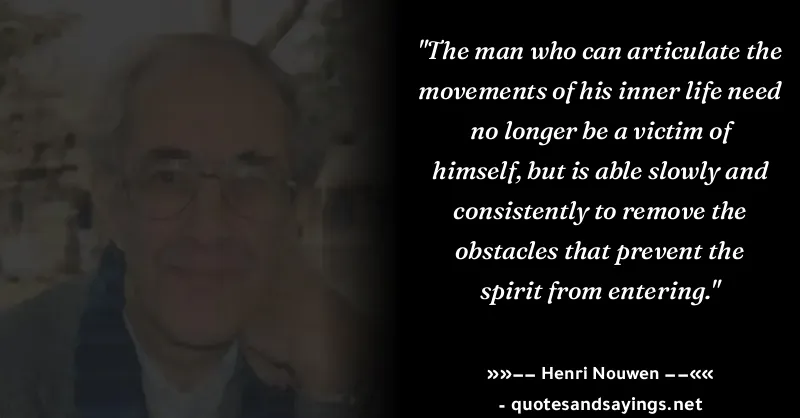 "The man who can articulate the
movements of his inner life need
no longer be a victim of
himself, but is able slowly and
consistently to remove the
obstacles that prevent the
spirit from entering."
»»−− Henri Nouwen −−««
- quotesandsayings.net